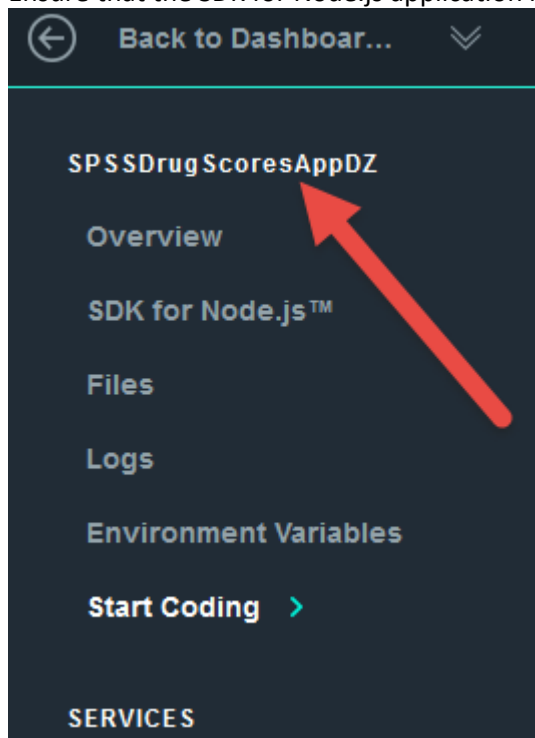 Back to Dashboar...
SPSSDrugScoresAppDZ
Overview
SDK for Node.js™
Files
Logs
Environment Variables
Start Coding >
SERVICES